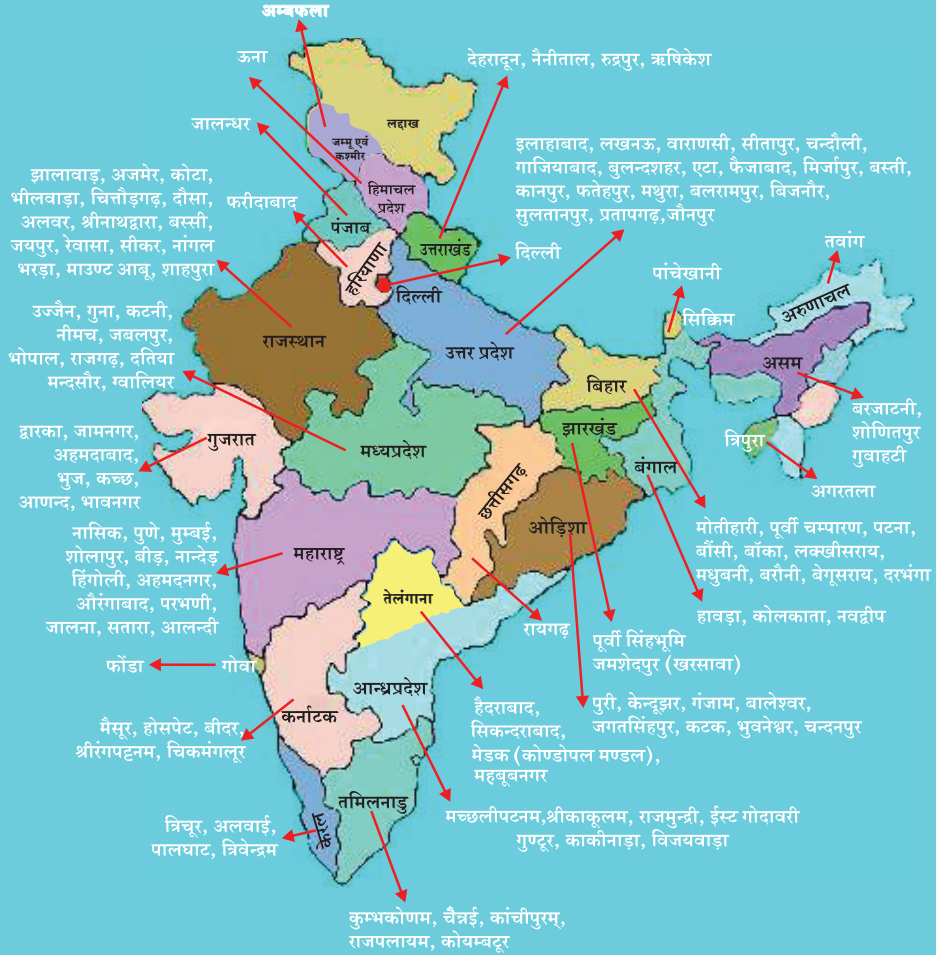 अम्बफला
ऊना
देहरादून, नैनीताल, रुद्रपुर, ऋषिकेश
लद्दाख
जालन्धर
जम्मू एवं
कश्मीर
इलाहाबाद, लखनऊ, वाराणसी, सीतापुर, चन्दौली,
गाजियाबाद, बुलन्दशहर, एटा, फैजाबाद, मिर्जापुर, बस्ती,
कानपुर, फतेहपुर, मथुरा, बलरामपुर, बिजनौर,
सुलतानपुर, प्रतापगढ़,जौनपुर
झालावाड़, अजमेर, कोटा,
भीलवाड़ा, चित्तौड़गढ़, दौसा,
अलवर, श्रीनाथद्वारा, बस्सी,
जयपुर, रेवासा, सीकर, नांगल
भरड़ा, माउण्ट आबू, शाहपुरा
फरीदाबाद
हिमाचल
प्रदेश
पंजाब
उत्तराखंड
हरियाणा
दिल्ली
दिल्ली
तवांग
पांचेखानी
अरुणाचल
सिक्किम
उज्जैन, गुना, कटनी,
नीमच, जबलपुर,
भोपाल, राजगढ़, दतिया
मन्दसौर, ग्वालियर
राजस्थान
उत्तर प्रदेश
बिहार
असम
बरजाटनी,
शोणितपुर
गुवाहटी
द्वारका, जामनगर,
अहमदाबाद,
भुज, कच्छ,
आणन्द, भावनगर
गुजरात
मध्यप्रदेश
झारखंड
बंगाल
त्रिपुरा
अगरतला
छत्तीसगढ़
ओड़िशा
मोतीहारी, पूर्वी चम्पारण, पटना,
बौंसी, बाँका, लक्खीसराय,
मधुबनी, बरौनी, बेगूसराय, दरभंगा
नासिक, पुणे, मुम्बई,
शोलापुर, बीड़, नान्देड़
हिंगोली, अहमदनगर,
औरंगाबाद, परभणी,
जालना, सतारा, आलन्दी
महाराष्ट्र
तेलंगाना
रायगढ़
हावड़ा, कोलकाता, नवद्वीप
पूर्वी सिंहभूमि
जमशेदपुर (खरसावा)
फोंडा
गोवा
आन्ध्रप्रदेश
कर्नाटक
मैसूर, होसपेट, बीदर,
श्रीरंगपट्टनम, चिकमंगलूर
हैदराबाद,
सिकन्दराबाद,
मेडक (कोण्डोपल मण्डल),
महबूबनगर
पुरी, केन्दूझर, गंजाम, बालेश्वर,
जगतसिंहपुर, कटक, भुवनेश्वर, चन्दनपुर
तमिलनाडु
केरल
त्रिचूर, अलवाई,
पालघाट, त्रिवेन्द्रम
मच्छलीपटनम,श्रीकाकूलम, राजमुन्द्री, ईस्ट गोदावरी
गुण्टूर, काकीनाड़ा, विजयवाड़ा
कुम्भकोणम, चैन्नई, कांचीपुरम्,
राजपलायम, कोयम्बटूर